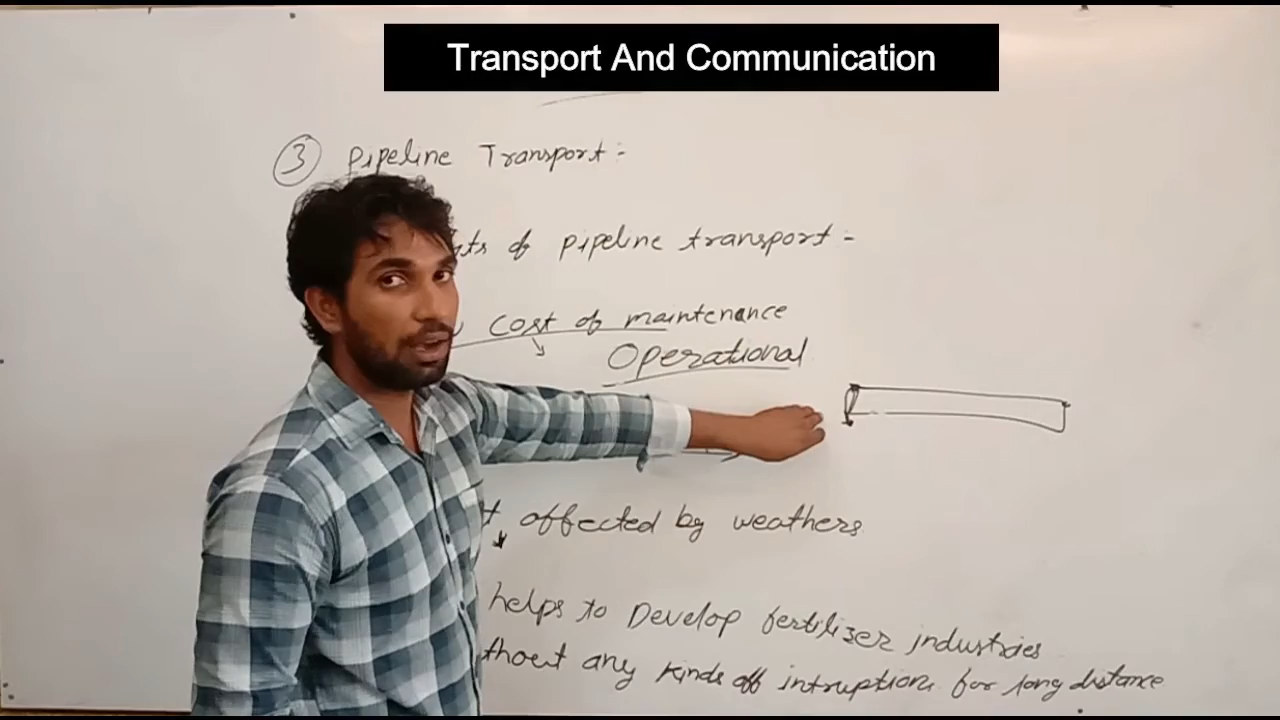 Transport And Communication
③ Pipeline Transport:-
of pipeline transport -
Cost of maintenance
Operational
affected by weathers
helps to Develop fertilizer industries
any kinds off intruption for long distance